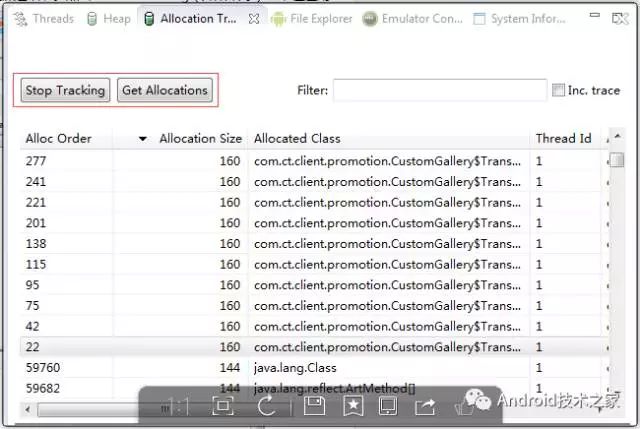 Threads Heap Allocation Tr... File Explorer Emulator Con... System Infor...
Stop Tracking Get Allocations Filter: Inc. trace
Alloc Order Allocation Size Allocated Class Thread Id
277 160 com.ct.client.promotion.CustomGallery$Trans... 1
241 160 com.ct.client.promotion.CustomGallery$Trans... 1
221 160 com.ct.client.promotion.CustomGallery$Trans... 1
201 160 com.ct.client.promotion.CustomGallery$Trans... 1
138 160 com.ct.client.promotion.CustomGallery$Trans... 1
115 160 com.ct.client.promotion.CustomGallery$Trans... 1
95 160 com.ct.client.promotion.CustomGallery$Trans... 1
75 160 com.ct.client.promotion.CustomGallery$Trans... 1
42 160 com.ct.client.promotion.CustomGallery$Trans... 1
22 160 com.ct.client.promotion.CustomGallery$Trans... 1
59760 144 java.lang.Class 1
59682 144 java.lang.reflect.ArtMethod[] 1
1:1 Android技术之家